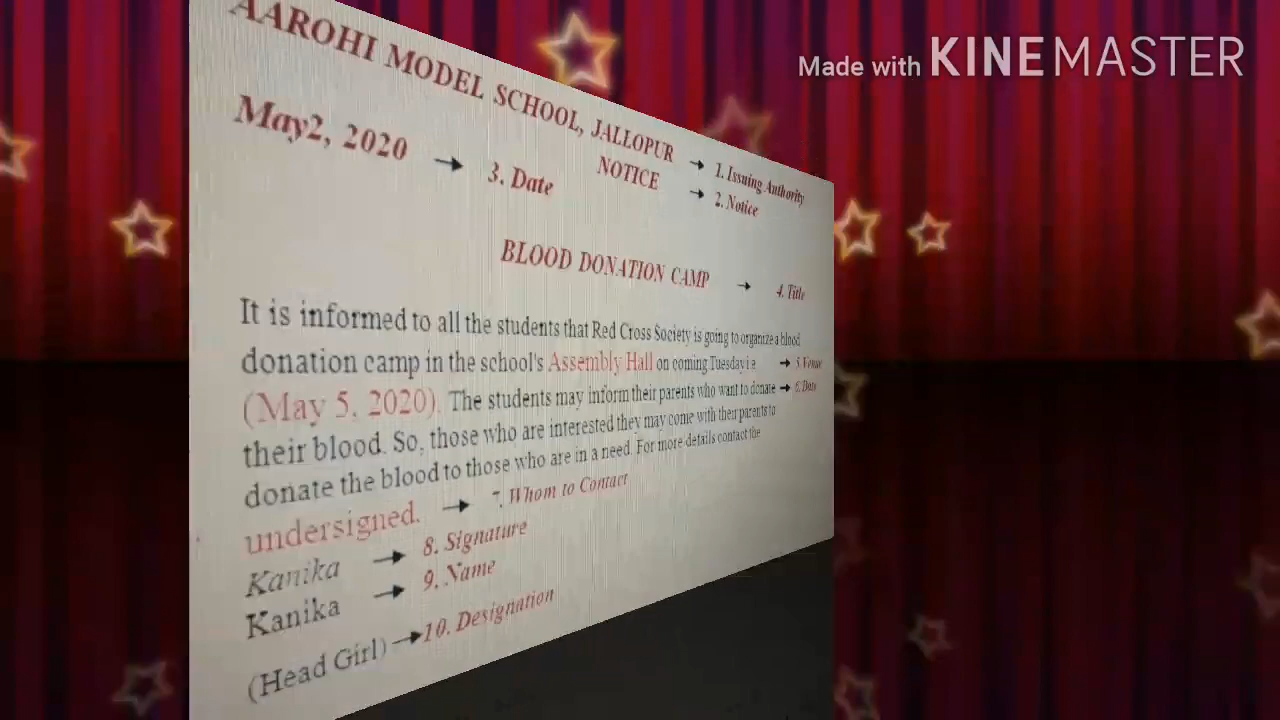 Made with KINEMASTER
AAROHI MODEL SCHOOL, JALLOPUR → 1. Issuing Authority
NOTICE → 2. Notice
May2, 2020 → 3. Date
BLOOD DONATION CAMP → 4. Title
It is informed to all the students that Red Cross Society is going to organize a blood
donation camp in the school's Assembly Hall on coming Tuesday i.e → 5. Venue
(May 5, 2020). The students may inform their parents who want to donate → 6. Date
their blood. So, those who are interested they may come with their parents to
donate the blood to those who are in a need. For more details contact the
undersigned. → 7. Whom to Contact
Kanika → 8. Signature
Kanika → 9. Name
(Head Girl) → 10. Designation